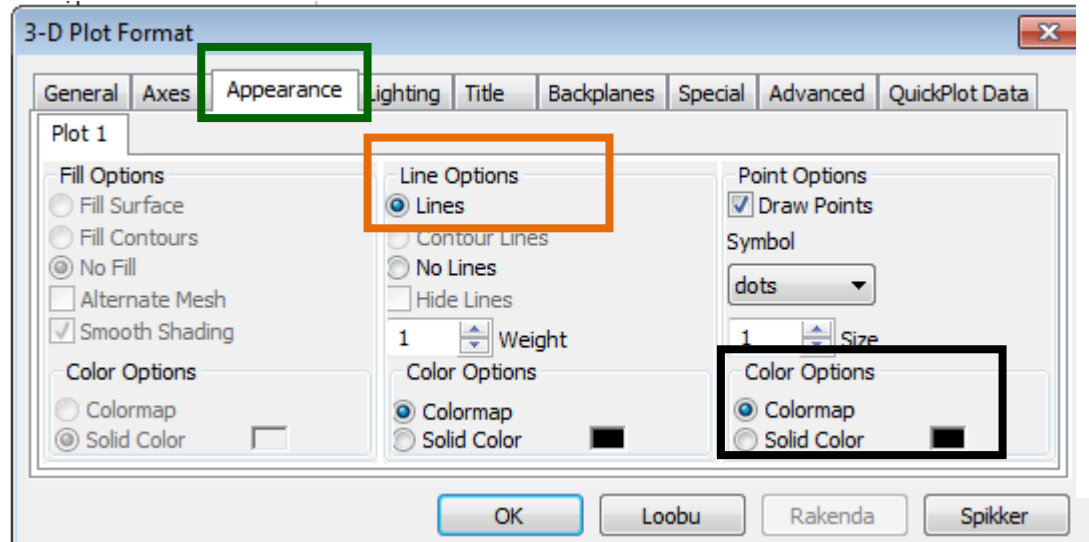 3-D Plot Format
General Axes Appearance Lighting Title Backplanes Special Advanced QuickPlot Data
Plot 1
Fill Options
Fill Surface
Fill Contours
No Fill
Alternate Mesh
Smooth Shading
Color Options
Colormap
Solid Color
Line Options
Lines
Contour Lines
No Lines
Hide Lines
1 Weight
Color Options
Colormap
Solid Color
Point Options
Draw Points
Symbol
dots
1 Size
Color Options
Colormap
Solid Color
OK Loobu Rakenda Spikker